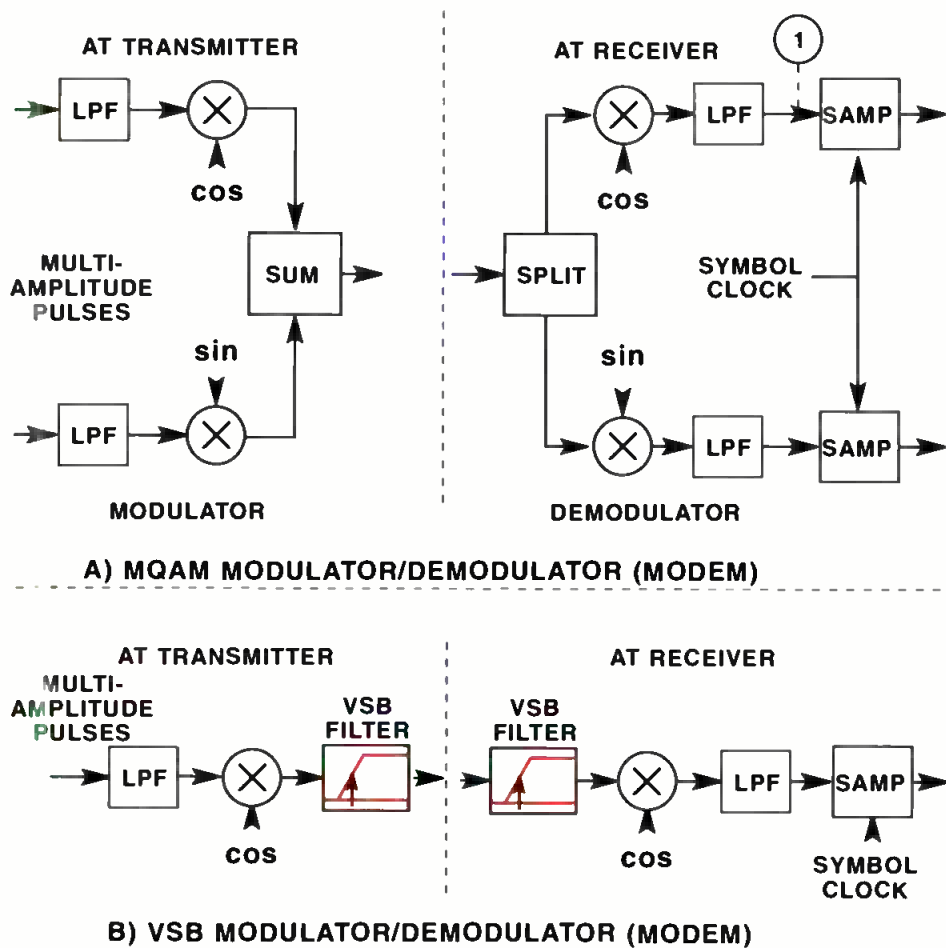 AT TRANSMITTER
LPF
cos
MULTI-
AMPLITUDE
PULSES
SUM
sin
LPF
MODULATOR
AT RECEIVER
1
LPF
SAMP
cos
SPLIT
SYMBOL
CLOCK
sin
LPF
SAMP
DEMODULATOR
A) MQAM MODULATOR/DEMODULATOR (MODEM)
AT TRANSMITTER
MULTI-
AMPLITUDE
PULSES
VSB
FILTER
LPF
cos
AT RECEIVER
VSB
FILTER
LPF
SAMP
cos
SYMBOL
CLOCK
B) VSB MODULATOR/DEMODULATOR (MODEM)